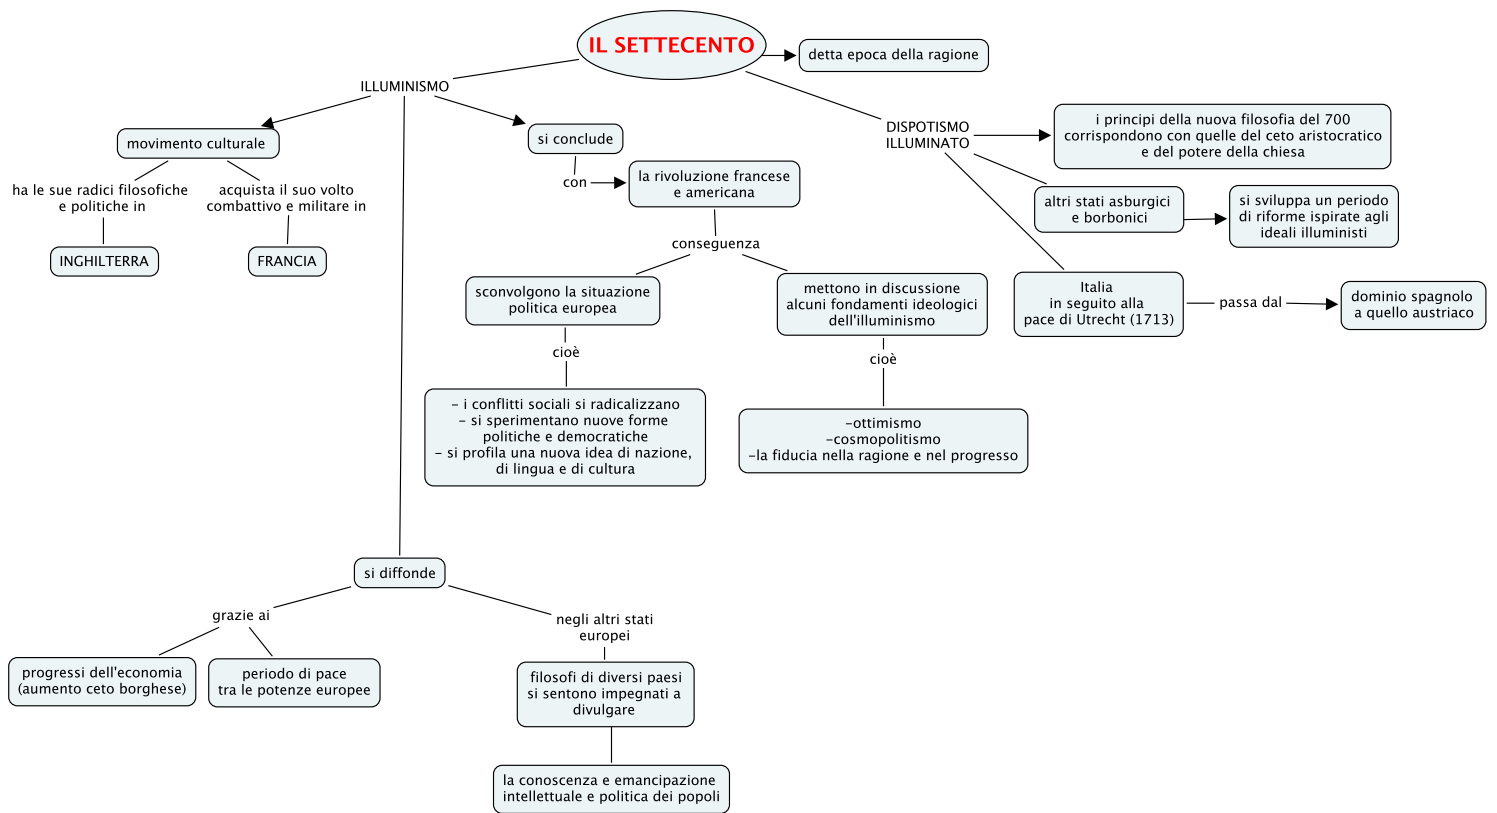 IL SETTECENTO
detta epoca della ragione
ILLUMINISMO
movimento culturale
ha le sue radici filosofiche
e politiche in
INGHILTERRA
acquista il suo volto
combattivo e militare in
FRANCIA
si conclude
con
la rivoluzione francese
e americana
conseguenza
sconvolgono la situazione
politica europea
cioè
- i conflitti sociali si radicalizzano
- si sperimentano nuove forme
politiche e democratiche
- si profila una nuova idea di nazione,
di lingua e di cultura
mettono in discussione
alcuni fondamenti ideologici
dell'illuminismo
cioè
-ottimismo
-cosmopolitismo
-la fiducia nella ragione e nel progresso
DISPOTISMO
ILLUMINATO
i principi della nuova filosofia del 700
corrispondono con quelle del ceto aristocratico
e del potere della chiesa
altri stati asburgici
e borbonici
si sviluppa un periodo
di riforme ispirate agli
ideali illuministi
Italia
in seguito alla
pace di Utrecht (1713)
passa dal
dominio spagnolo
a quello austriaco
si diffonde
grazie ai
progressi dell'economia
(aumento ceto borghese)
periodo di pace
tra le potenze europee
negli altri stati
europei
filosofi di diversi paesi
si sentono impegnati a
divulgare
la conoscenza e emancipazione
intellettuale e politica dei popoli